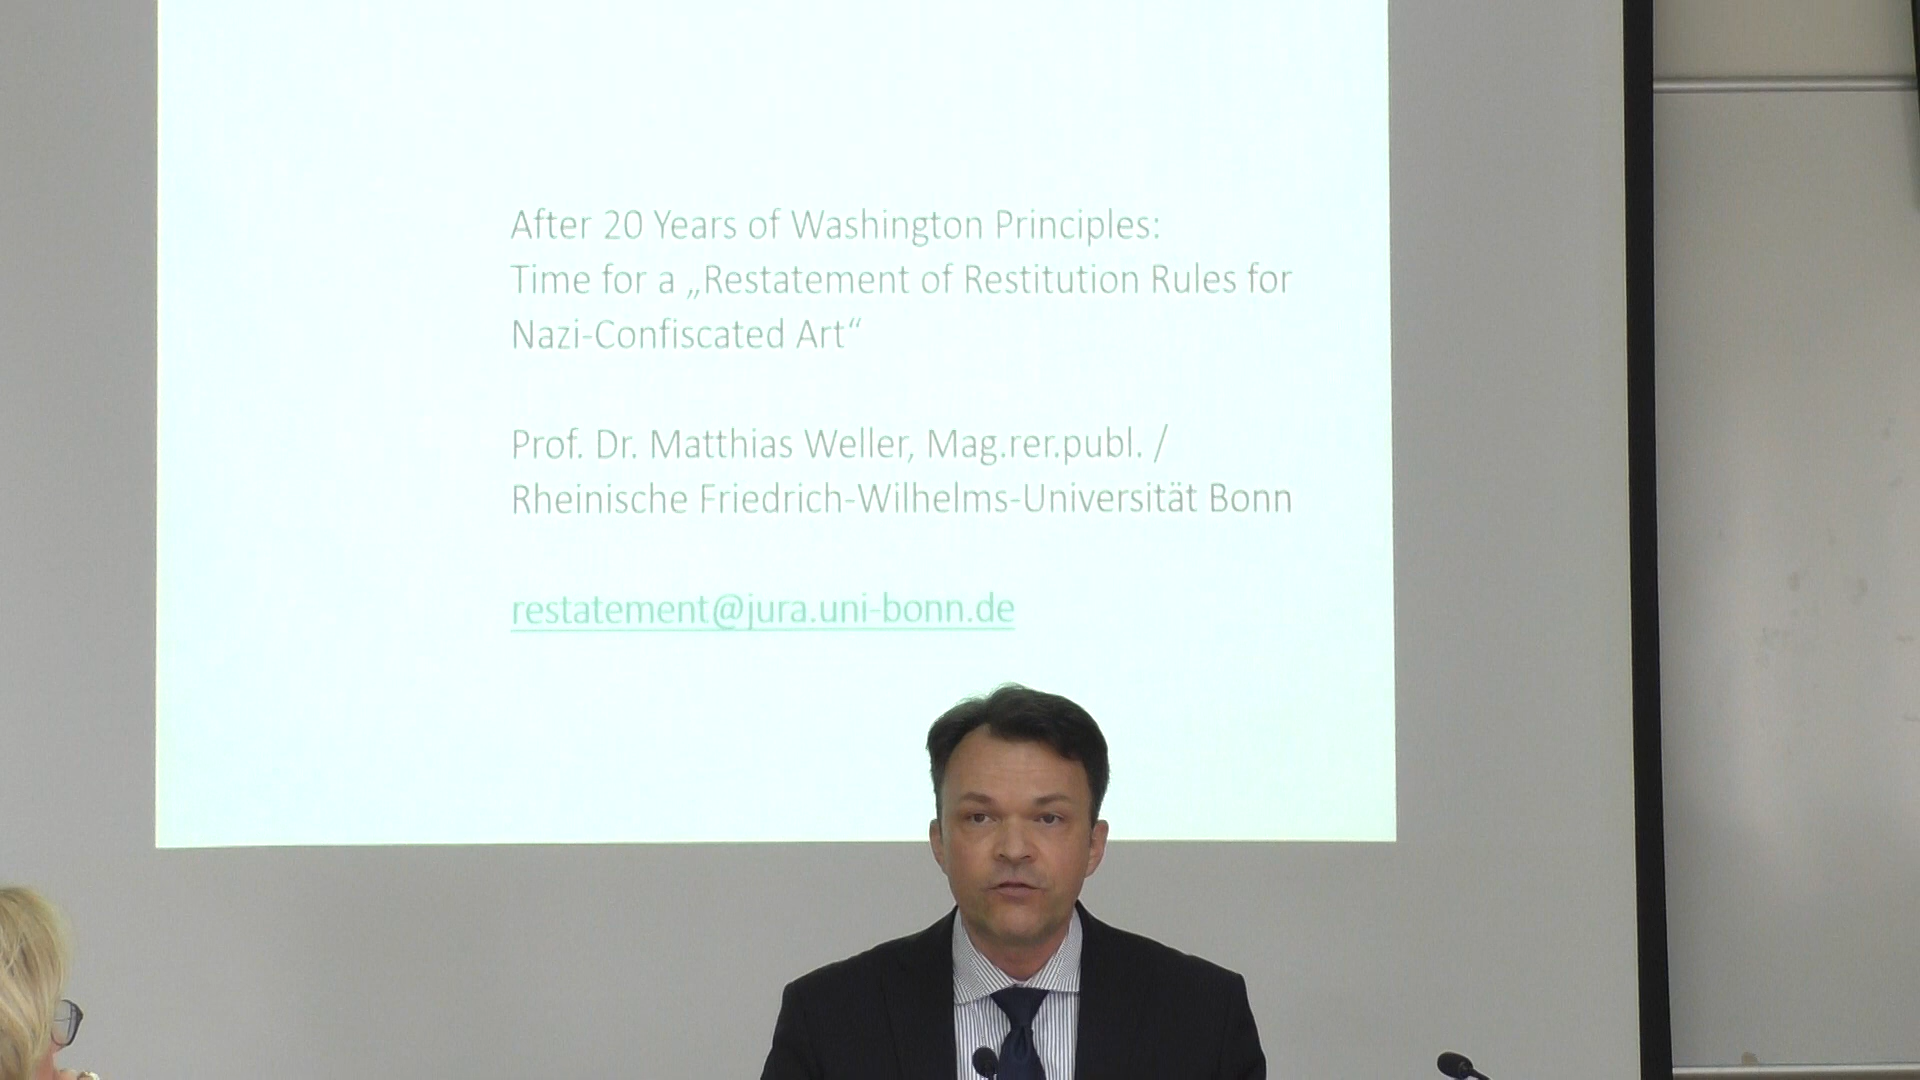 After 20 Years of Washington Principles:
Time for a „Restatement of Restitution Rules for
Nazi-Confiscated Art“
Prof. Dr. Matthias Weller, Mag.rer.publ. /
Rheinische Friedrich-Wilhelms-Universität Bonn
restatement@jura.uni-bonn.de